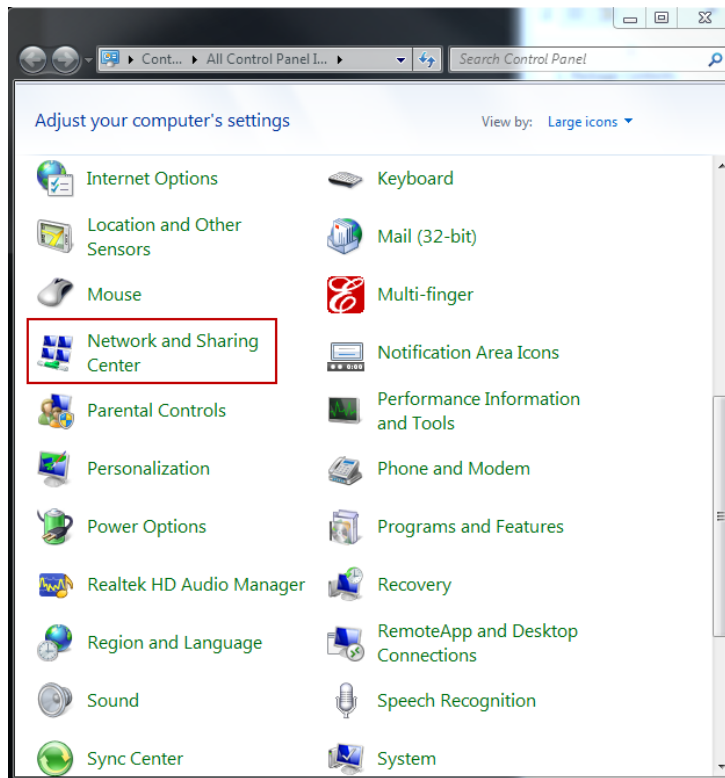 Cont... All Control Panel I... Search Control Panel
Adjust your computer's settings View by: Large icons
Internet Options Keyboard
Location and Other
Sensors
Mail (32-bit)
Mouse Multi-finger
Network and Sharing
Center
Notification Area Icons
Parental Controls
Performance Information
and Tools
Personalization Phone and Modem
Power Options Programs and Features
Realtek HD Audio Manager Recovery
Region and Language
RemoteApp and Desktop
Connections
Sound Speech Recognition
Sync Center System